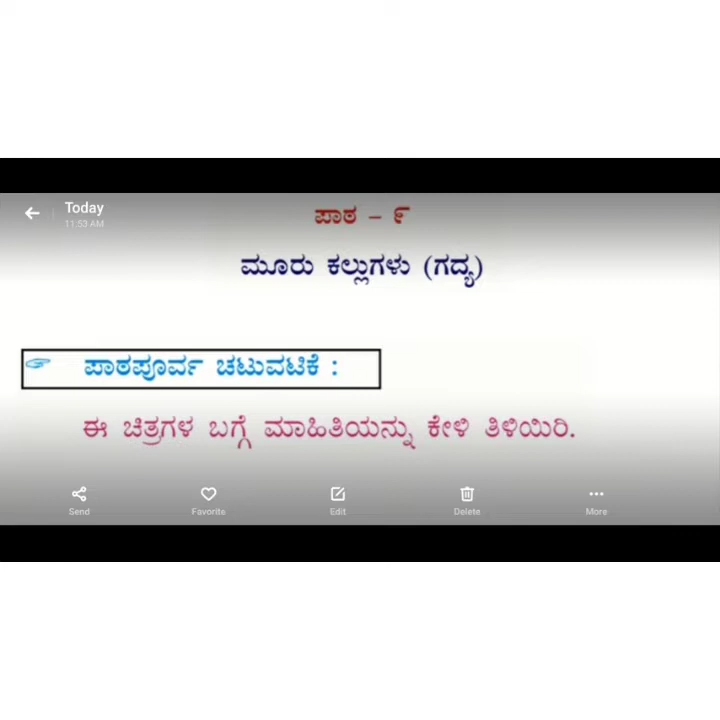 Today
11:53 AM
ಪಾಠ – ೯
ಮೂರು ಕಲ್ಲುಗಳು (ಗದ್ಯ)
ಪಾಠಪೂರ್ವ ಚಟುವಟಿಕೆ :
ಈ ಚಿತ್ರಗಳ ಬಗ್ಗೆ ಮಾಹಿತಿಯನ್ನು ಕೇಳಿ ತಿಳಿಯಿರಿ.
Send Favorite Edit Delete More